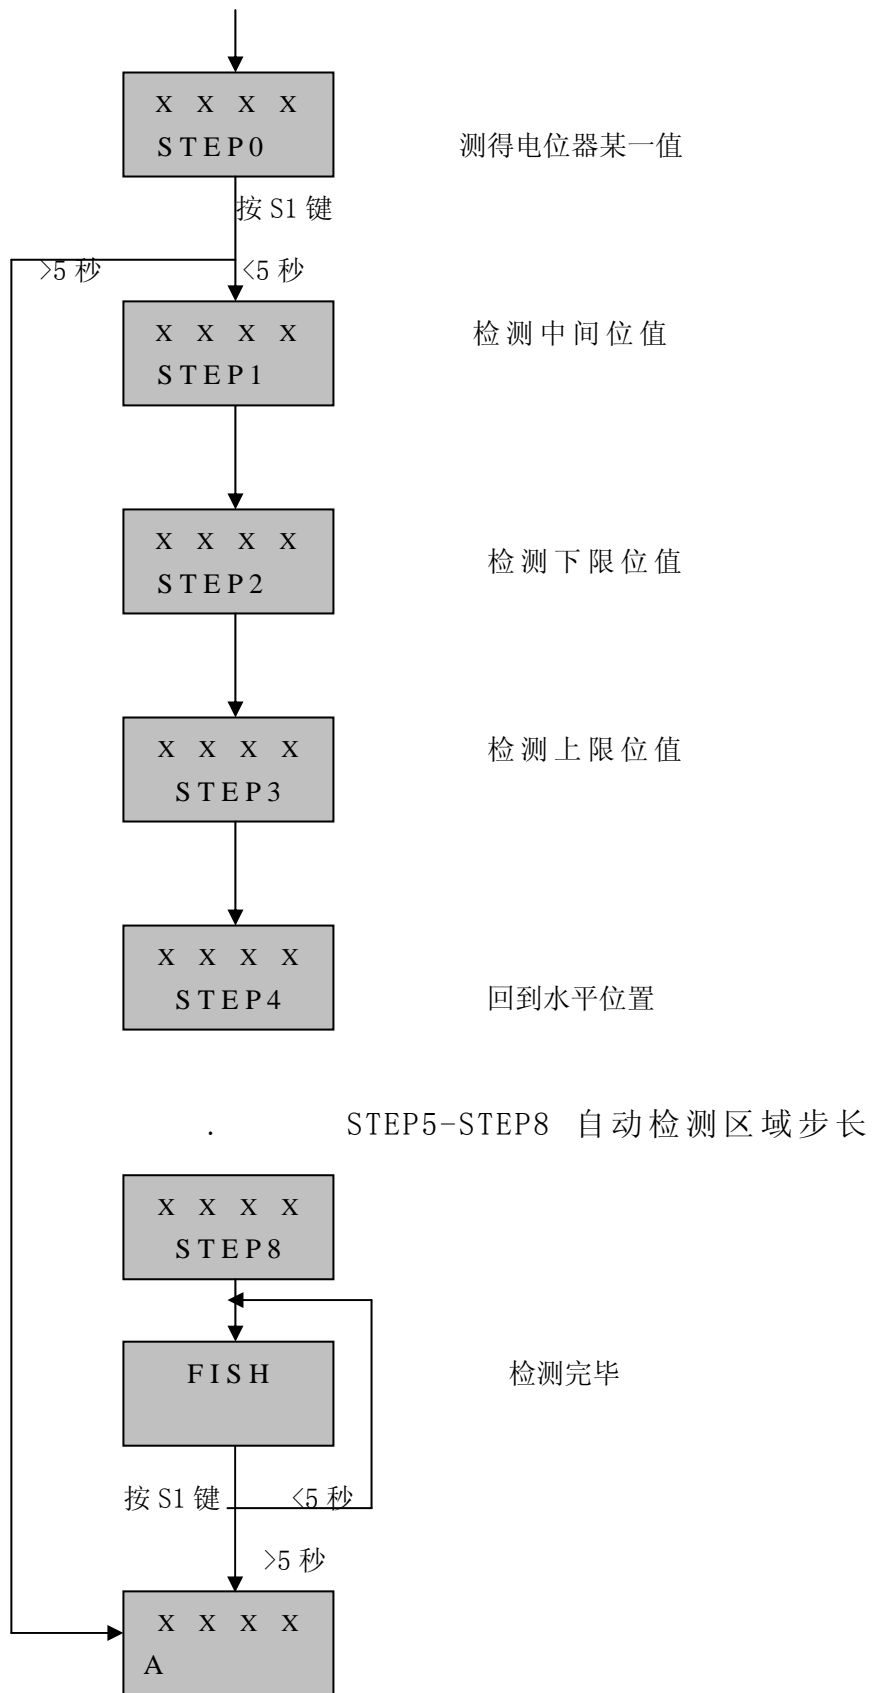 X X X X
STEP0
测得电位器某一值
按 S1 键
>5 秒
<5 秒
X X X X
STEP1
检测中间位值
X X X X
STEP2
检测下限位值
X X X X
STEP3
检测上限位值
X X X X
STEP4
回到水平位置
. STEP5-STEP8 自动检测区域步长
X X X X
STEP8
FISH
检测完毕
按 S1 键
<5 秒
>5 秒
X X X X
A